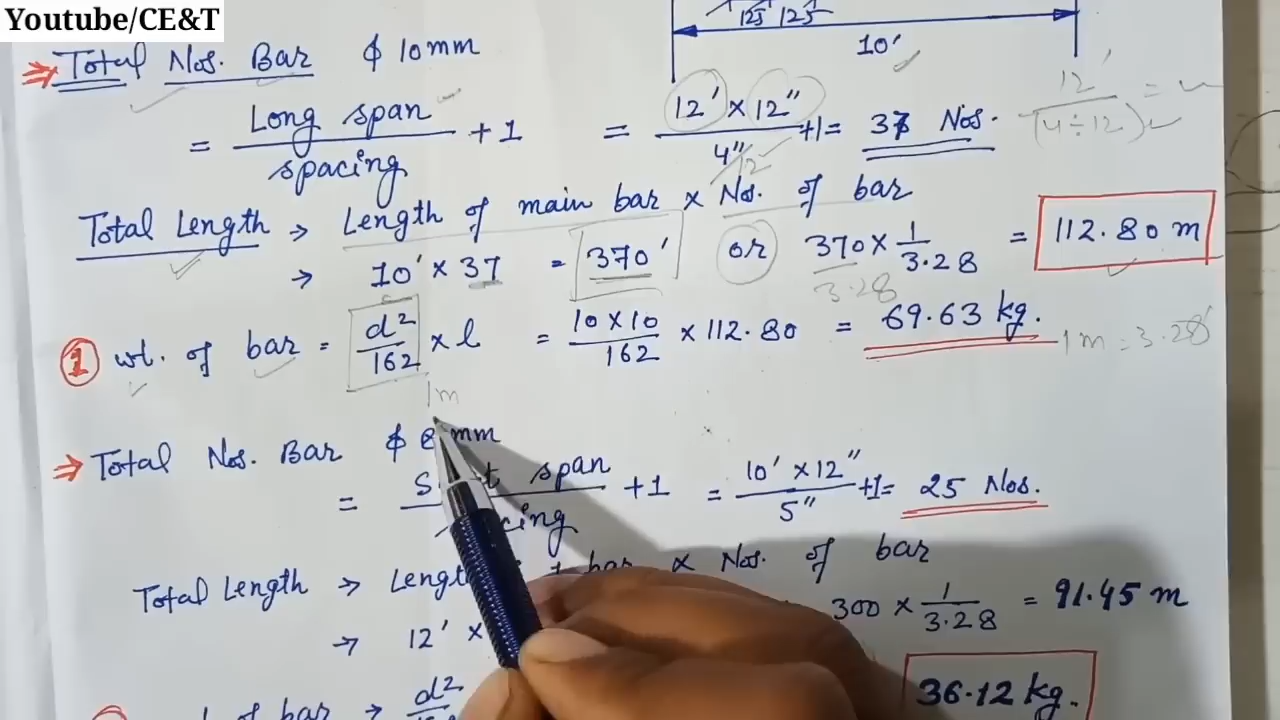 Youtube/CE&T
125 125
10'
⇒ Total Nos. Bar ϕ 10mm
= Long span / spacing + 1 = 12' × 12" / 4" + 1 = 37 Nos.
12
12' / (4÷12) =
Total Length → Length of main bar × Nos. of bar
→ 10' × 37 = 370' or 370 × 1/3.28 = 112.80 m
3.28
① wt. of bar = d²/162 × l = 10×10/162 × 112.80 = 69.63 kg.
1m = 3.28'
1m
⇒ Total Nos. Bar ϕ 8 mm
= span + 1 = 10' × 12" / 5" + 1 = 25 Nos.
Total Length → 1 bar × Nos. of bar
→ 12' × 300 × 1/3.28 = 91.45 m
of bar → d² 36.12 kg.